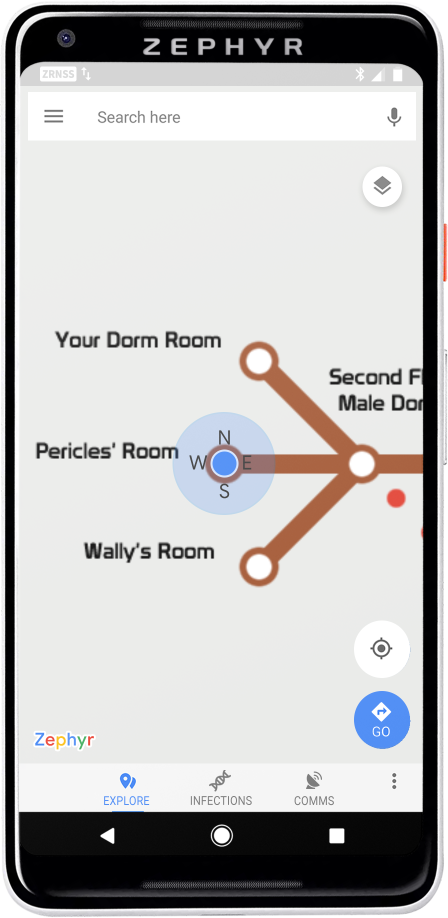 ZEPHYR
ZRNSS
Search here
Your Dorm Room
Second Fl
Male Dor
Pericles' Room
N
W E
S
Wally's Room
GO
Zephyr
EXPLORE INFECTIONS COMMS